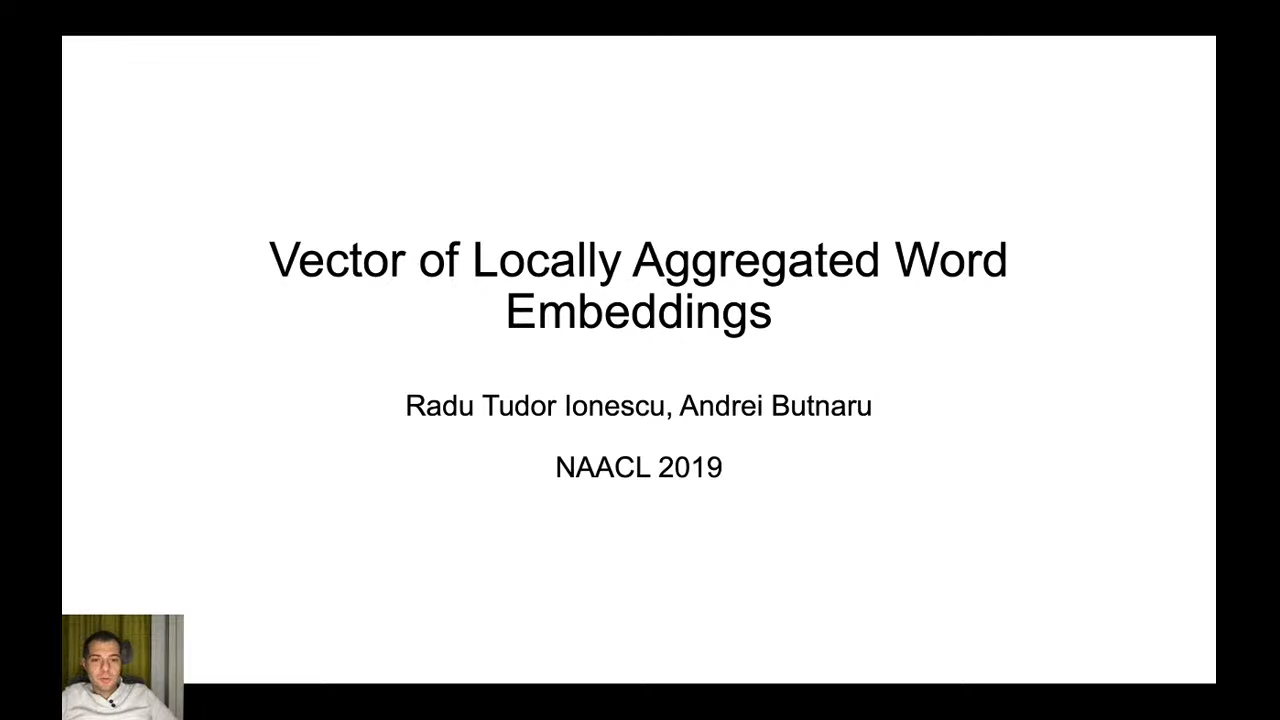 Vector of Locally Aggregated Word
Embeddings
Radu Tudor Ionescu, Andrei Butnaru
NAACL 2019